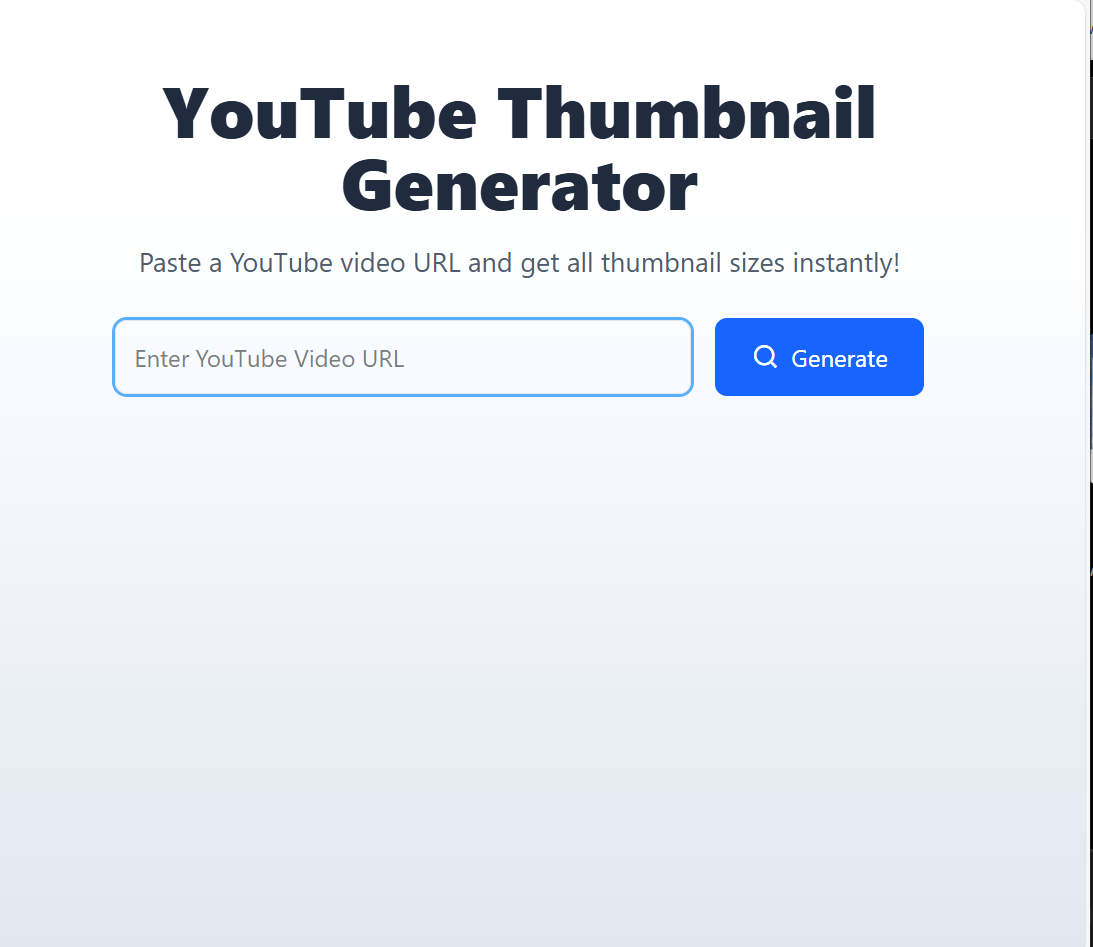 YouTube Thumbnail
Generator
Paste a YouTube video URL and get all thumbnail sizes instantly!
Enter YouTube Video URL
Generate